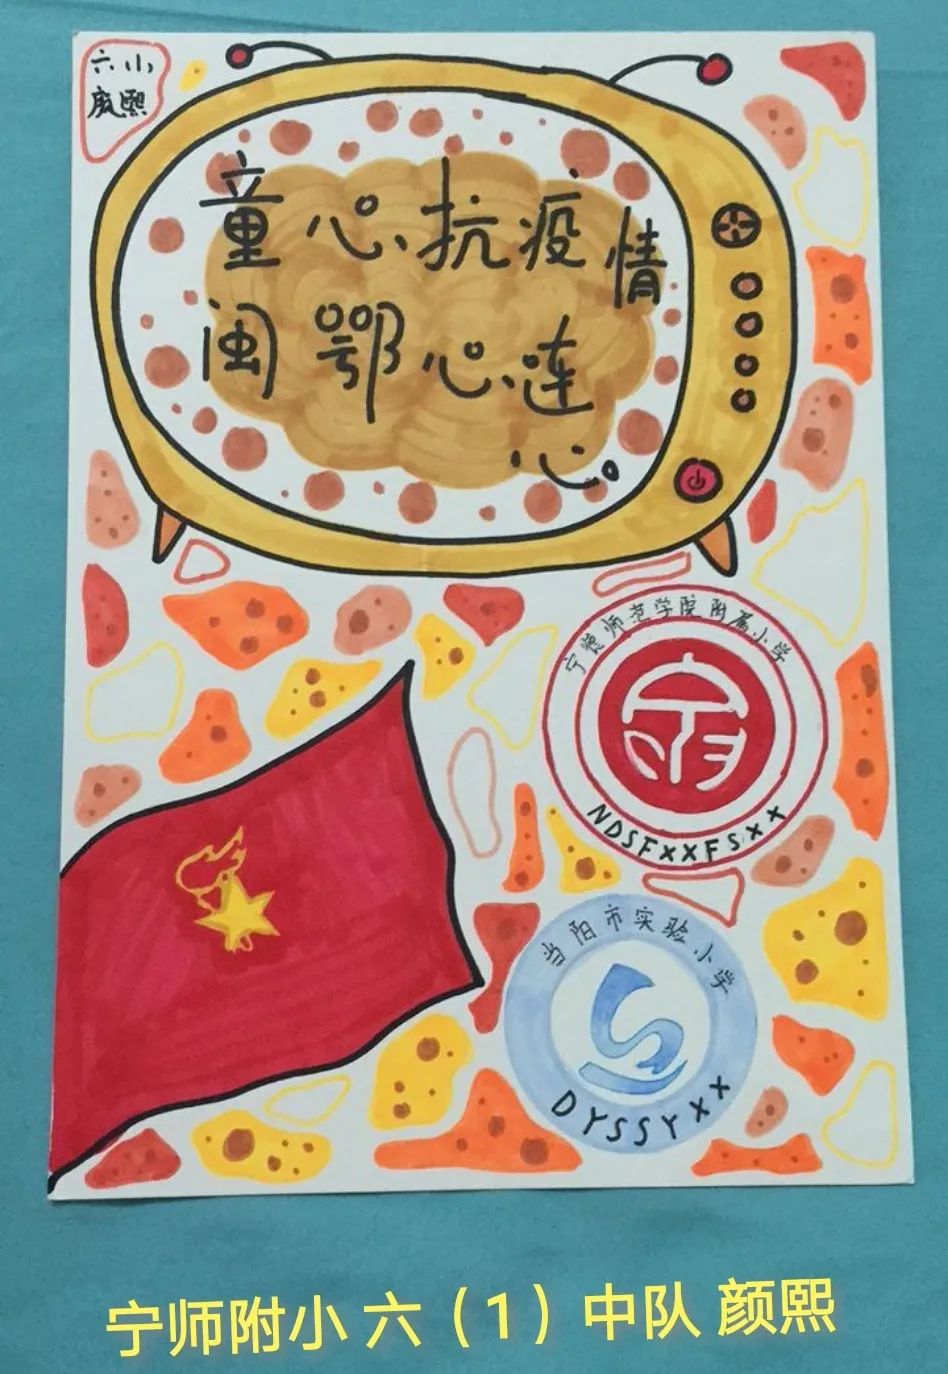 六小
颜熙
童心抗疫情
闽鄂心连
心。
宁德师范学院附属小学
NDSFXXFSXX
当阳市实验小学
DYSSYXX
宁师附小 六（1）中队 颜熙